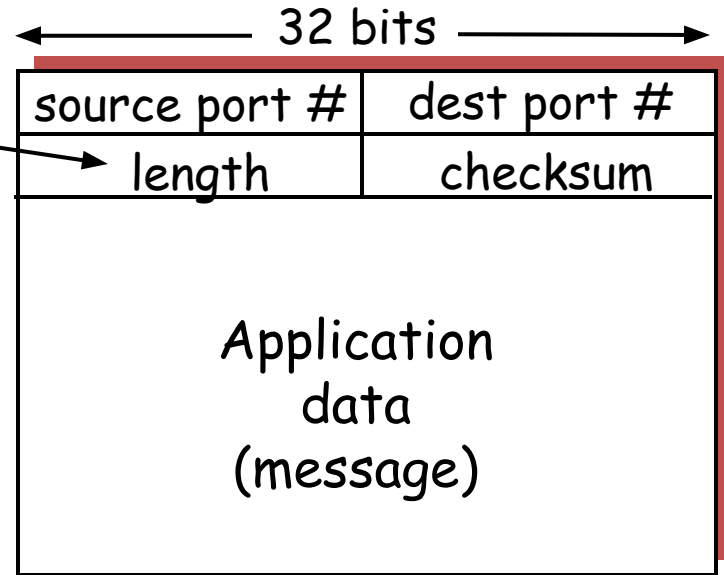 32 bits
source port # dest port #
length checksum
Application
data
(message)